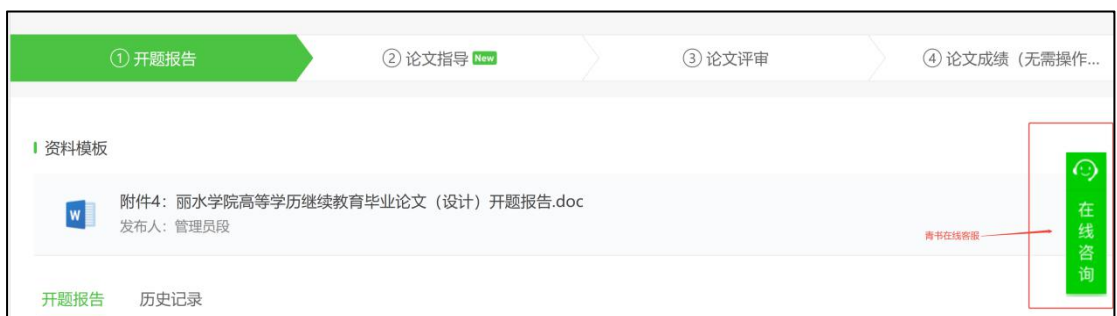 ① 开题报告
② 论文指导 New
③ 论文评审
④ 论文成绩（无需操作...
资料模板
W
附件4：丽水学院高等学历继续教育毕业论文（设计）开题报告.doc
发布人：管理员段
青书在线客服
在线咨询
开题报告 历史记录